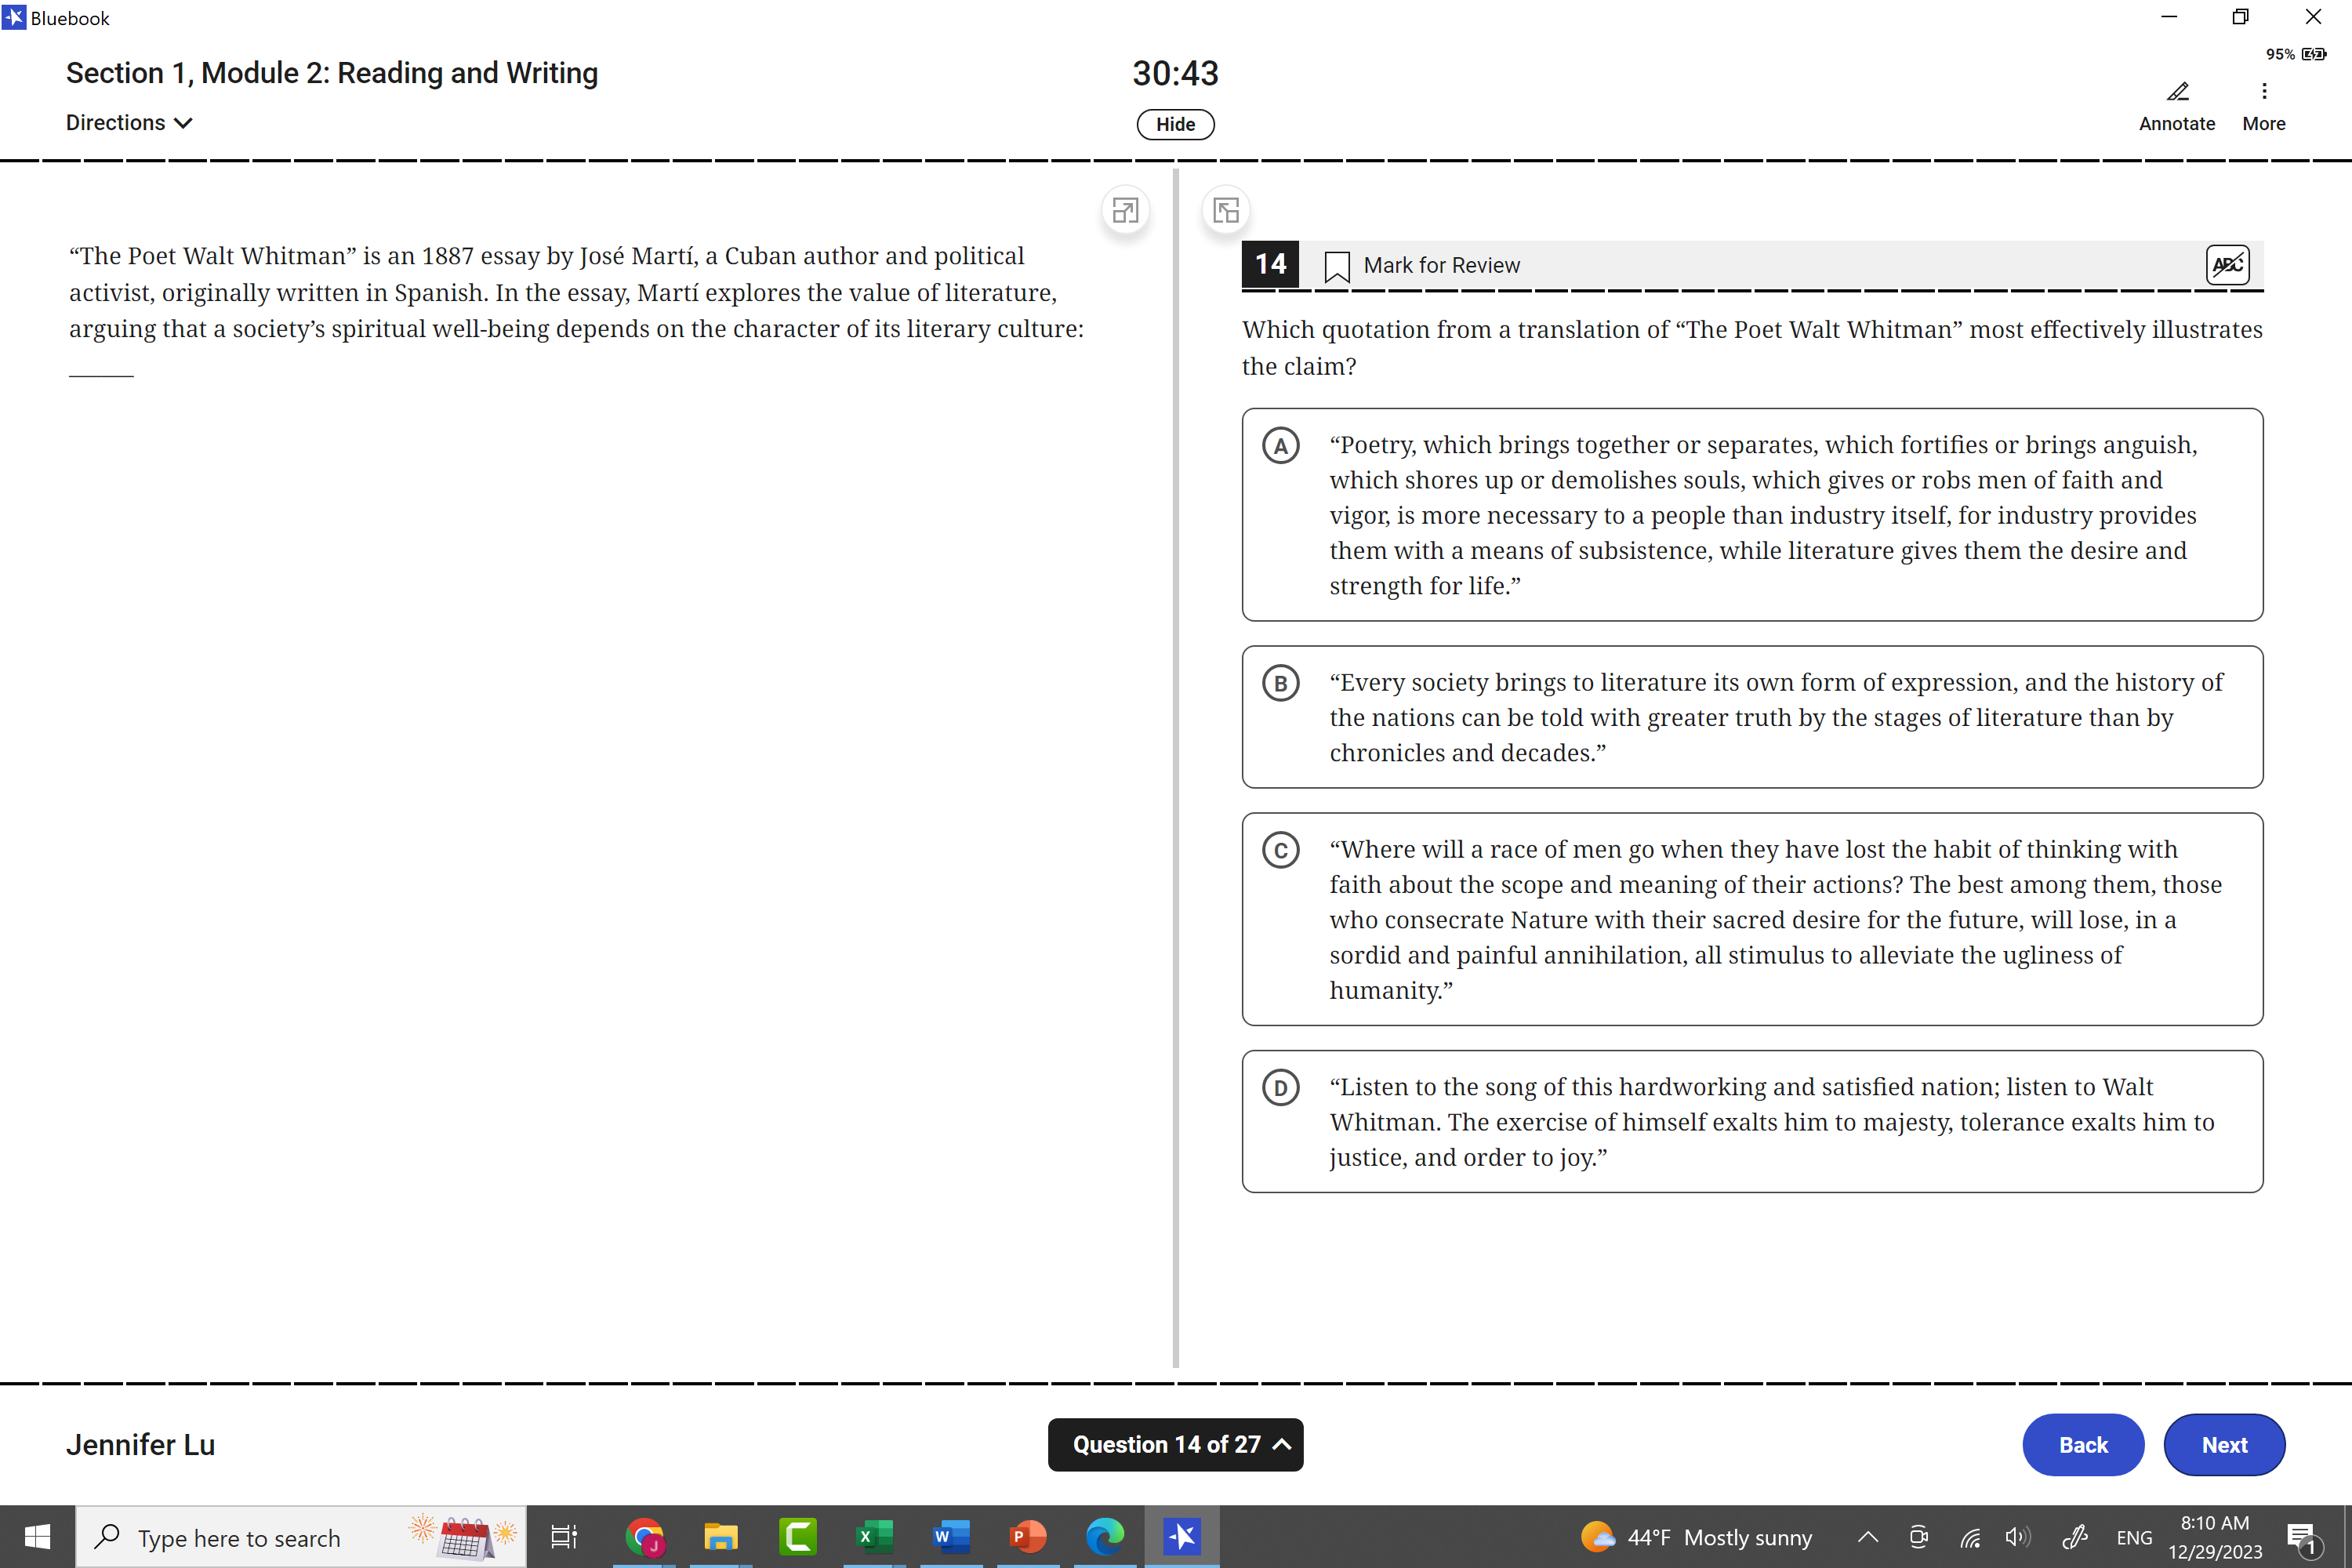 Bluebook
95%
Section 1, Module 2: Reading and Writing
30:43
Directions
Hide
Annotate
More
“The Poet Walt Whitman” is an 1887 essay by José Martí, a Cuban author and political
activist, originally written in Spanish. In the essay, Martí explores the value of literature,
arguing that a society’s spiritual well-being depends on the character of its literary culture:
______
14
Mark for Review
ABC
Which quotation from a translation of “The Poet Walt Whitman” most effectively illustrates
the claim?
A
“Poetry, which brings together or separates, which fortifies or brings anguish,
which shores up or demolishes souls, which gives or robs men of faith and
vigor, is more necessary to a people than industry itself, for industry provides
them with a means of subsistence, while literature gives them the desire and
strength for life.”
B
“Every society brings to literature its own form of expression, and the history of
the nations can be told with greater truth by the stages of literature than by
chronicles and decades.”
C
“Where will a race of men go when they have lost the habit of thinking with
faith about the scope and meaning of their actions? The best among them, those
who consecrate Nature with their sacred desire for the future, will lose, in a
sordid and painful annihilation, all stimulus to alleviate the ugliness of
humanity.”
D
“Listen to the song of this hardworking and satisfied nation; listen to Walt
Whitman. The exercise of himself exalts him to majesty, tolerance exalts him to
justice, and order to joy.”
Jennifer Lu
Question 14 of 27
Back
Next
Type here to search
J
X
W
P
44°F Mostly sunny
ENG
8:10 AM
12/29/2023
1